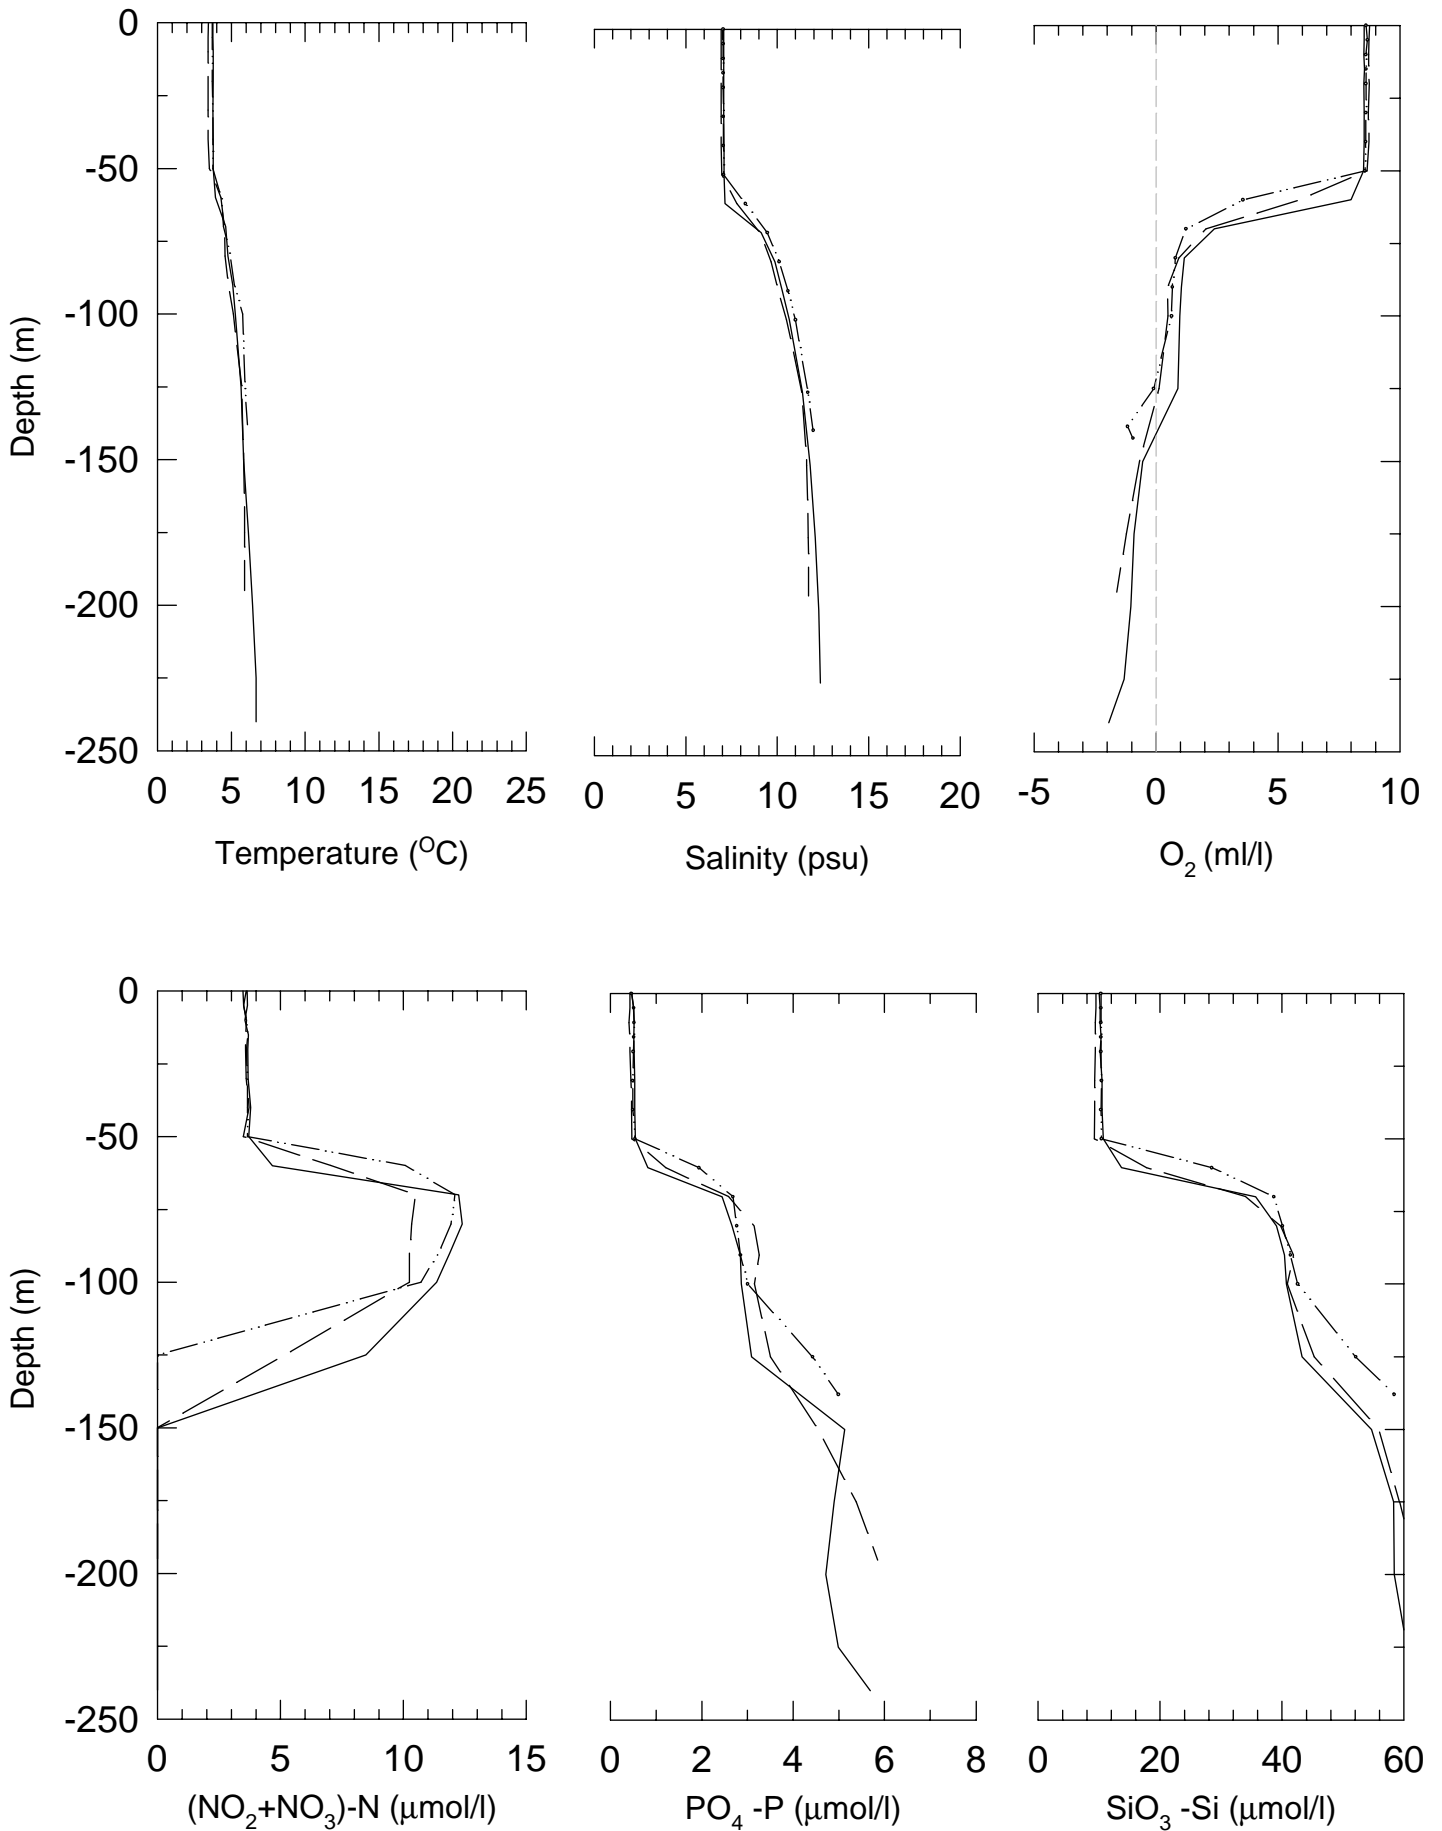 0
-50
-100
-150
-200
-250
Depth (m)
0 5 10 15 20 25
Temperature (°C)
0 5 10 15 20
Salinity (psu)
-5 0 5 10
O₂ (ml/l)
0
-50
-100
-150
-200
-250
Depth (m)
0 5 10 15
(NO₂+NO₃)-N (μmol/l)
0 2 4 6 8
PO₄ -P (μmol/l)
0 20 40 60
SiO₃ -Si (μmol/l)